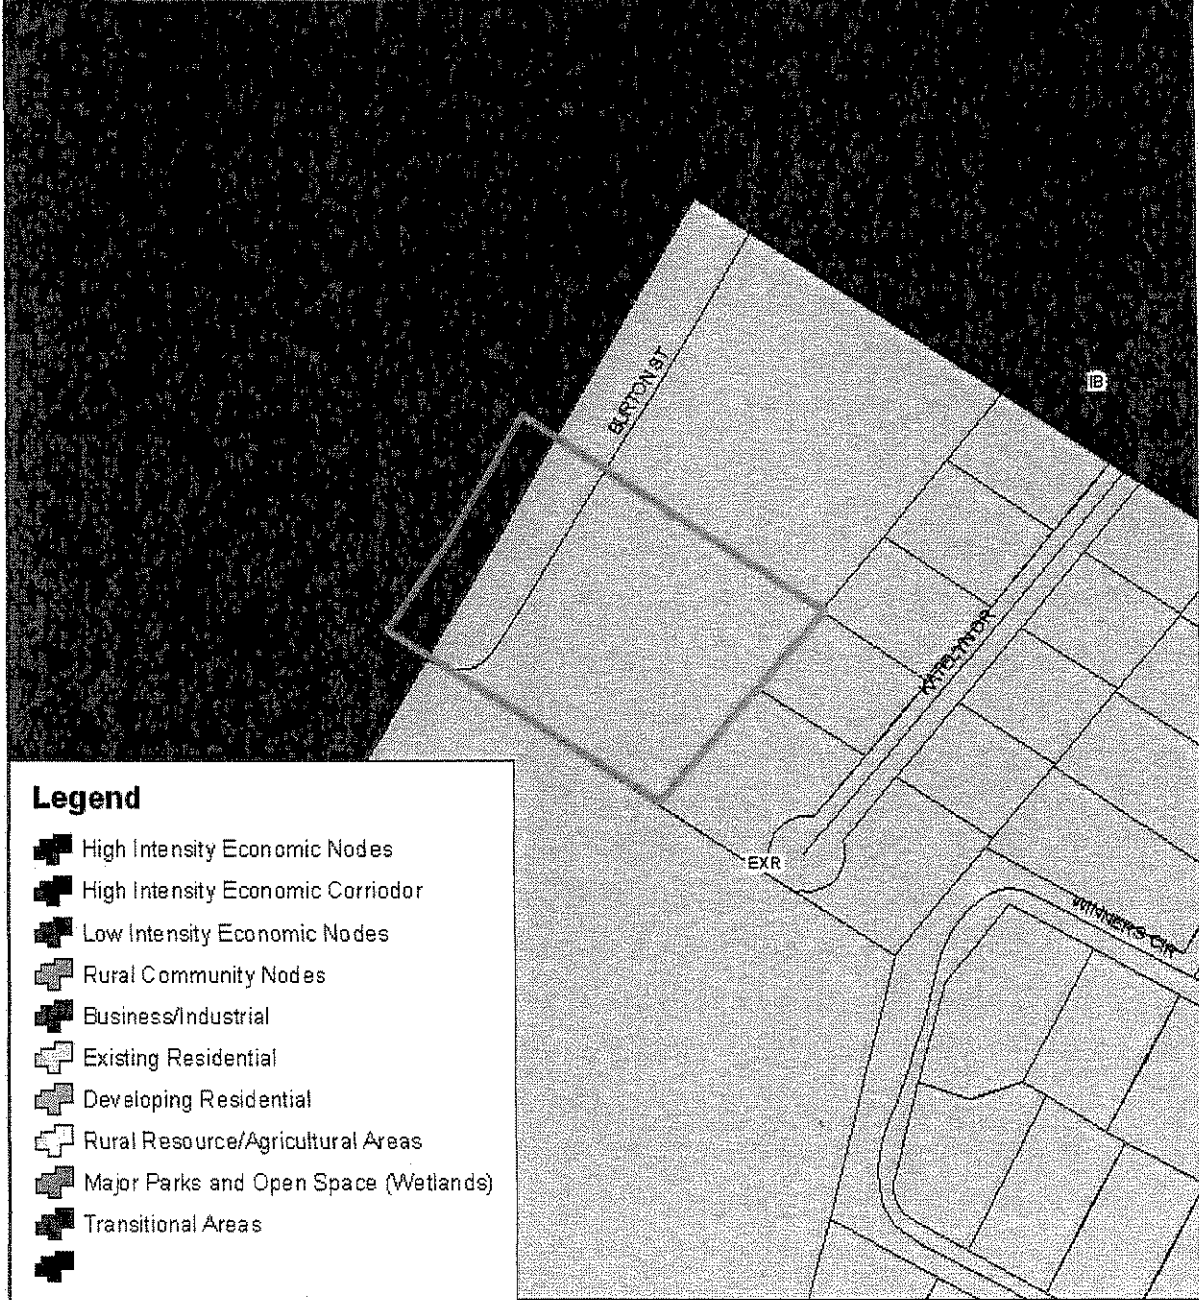 BURTON ST
IB
KATELYN DR
EXR
WINNERS CIR
Legend
High Intensity Economic Nodes
High Intensity Economic Corriodor
Low Intensity Economic Nodes
Rural Community Nodes
Business/Industrial
Existing Residential
Developing Residential
Rural Resource/Agricultural Areas
Major Parks and Open Space (Wetlands)
Transitional Areas